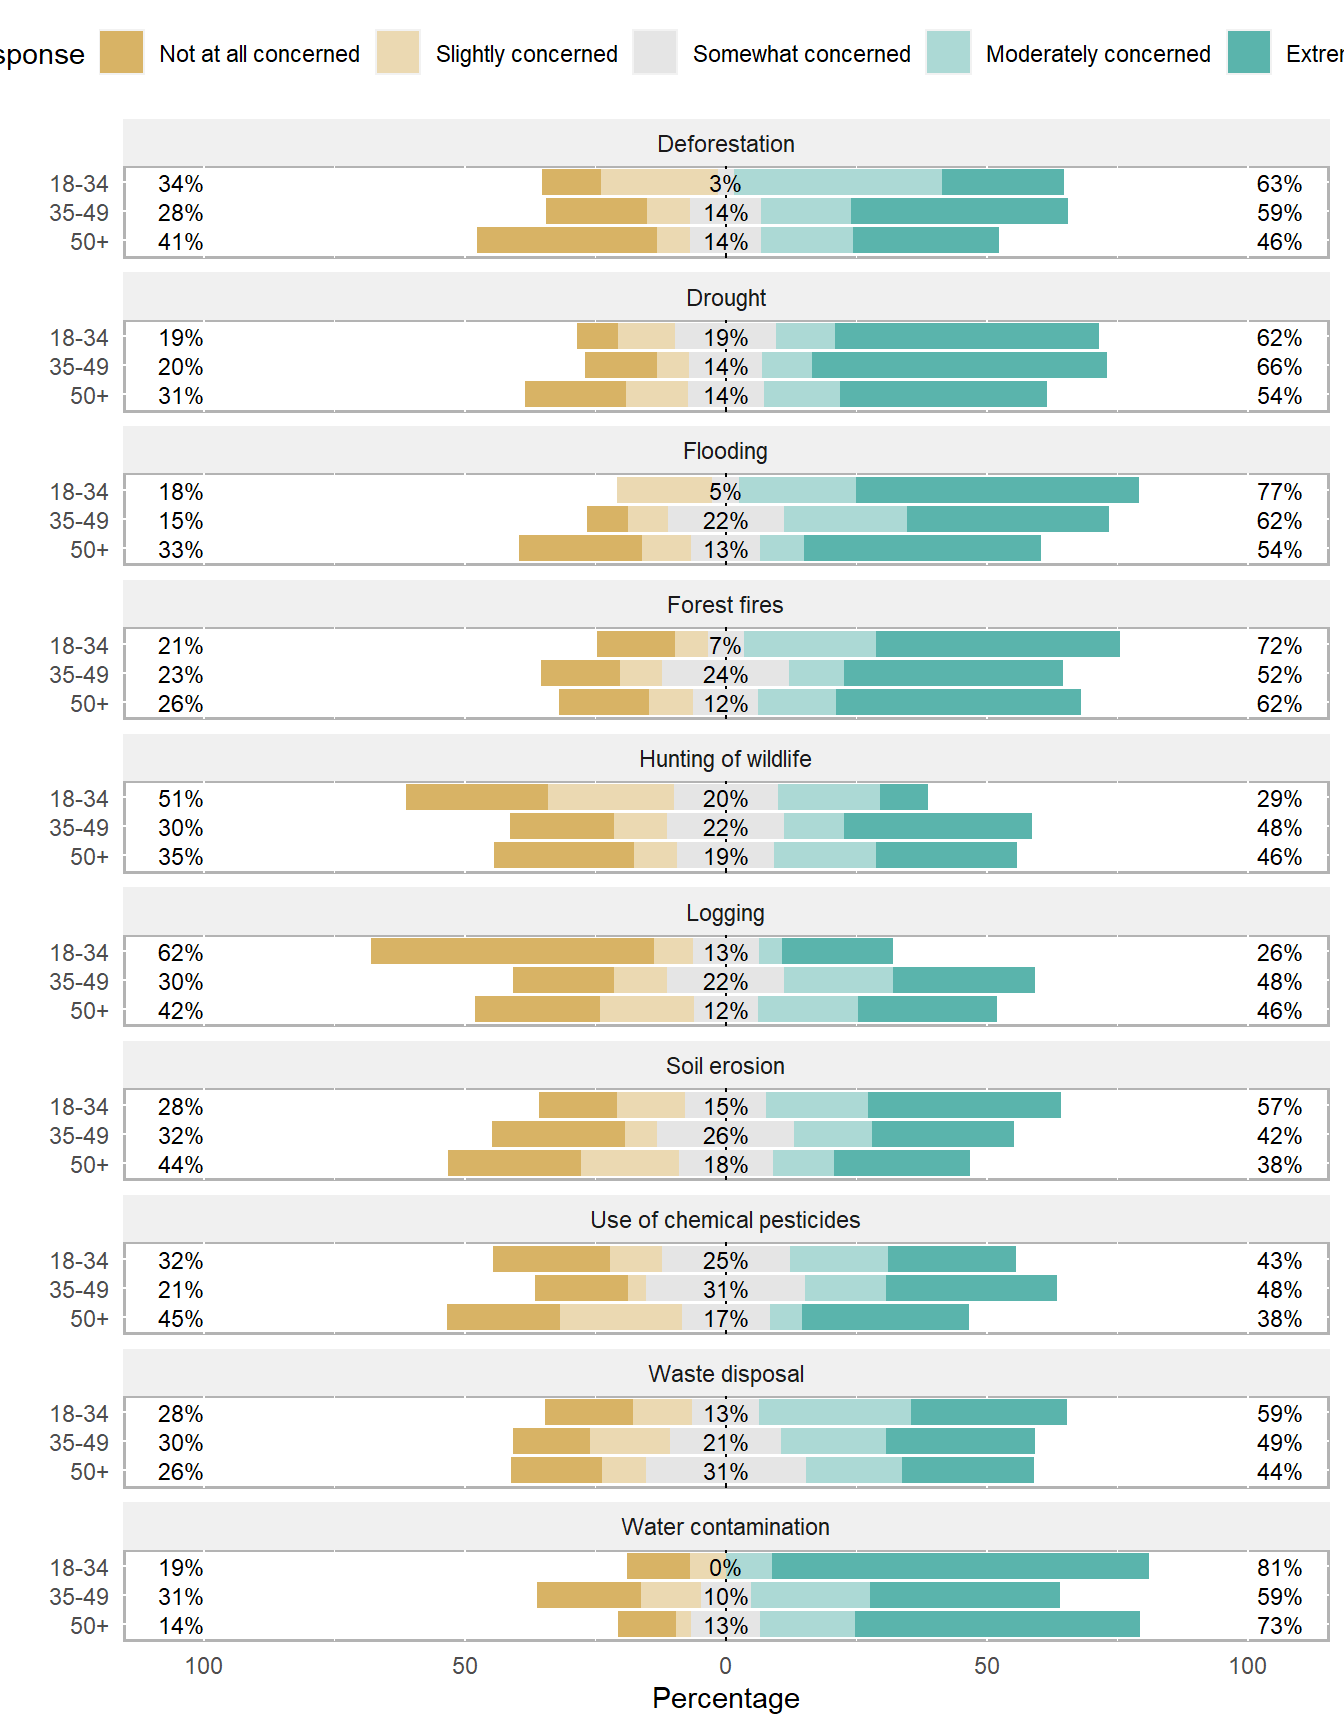 sponse Not at all concerned Slightly concerned Somewhat concerned Moderately concerned Extrem
Deforestation
18-34 34% 3% 63%
35-49 28% 14% 59%
50+ 41% 14% 46%
Drought
18-34 19% 19% 62%
35-49 20% 14% 66%
50+ 31% 14% 54%
Flooding
18-34 18% 5% 77%
35-49 15% 22% 62%
50+ 33% 13% 54%
Forest fires
18-34 21% 7% 72%
35-49 23% 24% 52%
50+ 26% 12% 62%
Hunting of wildlife
18-34 51% 20% 29%
35-49 30% 22% 48%
50+ 35% 19% 46%
Logging
18-34 62% 13% 26%
35-49 30% 22% 48%
50+ 42% 12% 46%
Soil erosion
18-34 28% 15% 57%
35-49 32% 26% 42%
50+ 44% 18% 38%
Use of chemical pesticides
18-34 32% 25% 43%
35-49 21% 31% 48%
50+ 45% 17% 38%
Waste disposal
18-34 28% 13% 59%
35-49 30% 21% 49%
50+ 26% 31% 44%
Water contamination
18-34 19% 0% 81%
35-49 31% 10% 59%
50+ 14% 13% 73%
100 50 0 50 100
Percentage